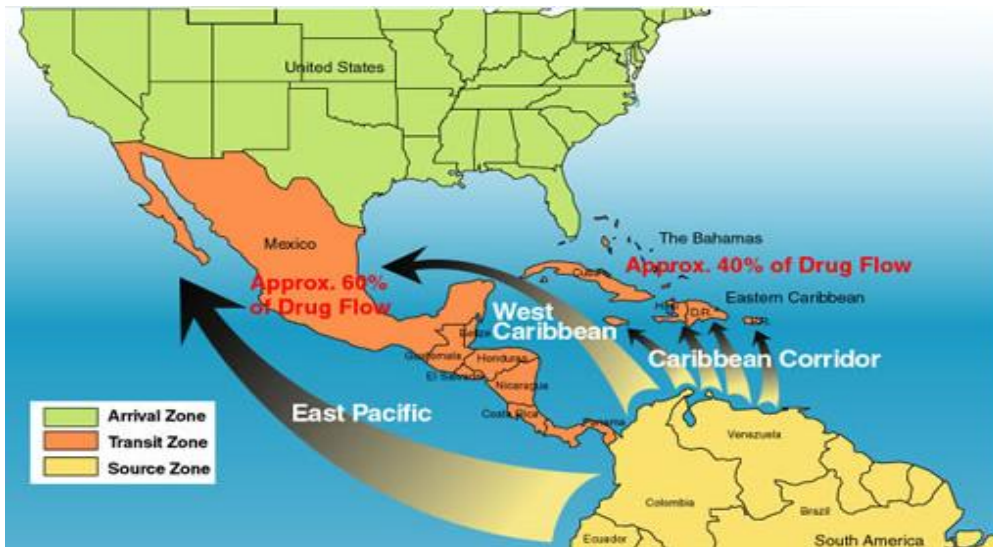 United States
The Bahamas
Approx. 40% of Drug Flow
Mexico
Approx. 60%
of Drug Flow
Cuba
Eastern Caribbean
D.R.
P.R.
West
Caribbean
Belize
Guatemala
Honduras
El Salvador
Nicaragua
Costa Rica
Panama
Caribbean Corridor
East Pacific
Venezuela
Colombia
Brazil
Ecuador
South America
Arrival Zone
Transit Zone
Source Zone